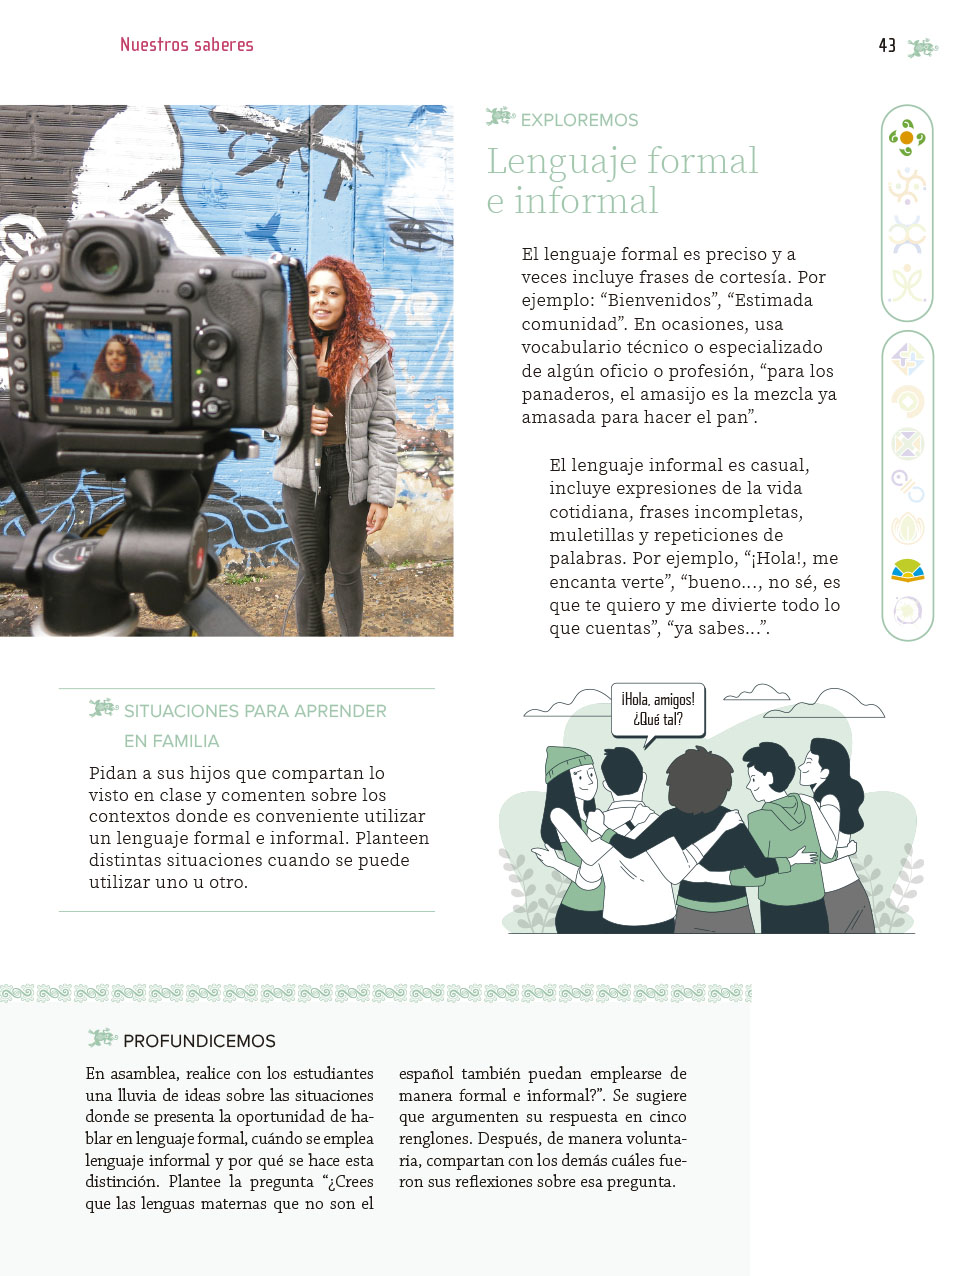 Nuestros saberes
43
EXPLOREMOS
Lenguaje formal
e informal
El lenguaje formal es preciso y a
veces incluye frases de cortesía. Por
ejemplo: “Bienvenidos”, “Estimada
comunidad”. En ocasiones, usa
vocabulario técnico o especializado
de algún oficio o profesión, “para los
panaderos, el amasijo es la mezcla ya
amasada para hacer el pan”.
El lenguaje informal es casual,
incluye expresiones de la vida
cotidiana, frases incompletas,
muletillas y repeticiones de
palabras. Por ejemplo, “¡Hola!, me
encanta verte”, “bueno..., no sé, es
que te quiero y me divierte todo lo
que cuentas”, “ya sabes...”.
SITUACIONES PARA APRENDER
EN FAMILIA
Pidan a sus hijos que compartan lo
visto en clase y comenten sobre los
contextos donde es conveniente utilizar
un lenguaje formal e informal. Planteen
distintas situaciones cuando se puede
utilizar uno u otro.
¡Hola, amigos!
¿Qué tal?
PROFUNDICEMOS
En asamblea, realice con los estudiantes
una lluvia de ideas sobre las situaciones
donde se presenta la oportunidad de ha-
blar en lenguaje formal, cuándo se emplea
lenguaje informal y por qué se hace esta
distinción. Plantee la pregunta “¿Crees
que las lenguas maternas que no son el
español también puedan emplearse de
manera formal e informal?”. Se sugiere
que argumenten su respuesta en cinco
renglones. Después, de manera volunta-
ria, compartan con los demás cuáles fue-
ron sus reflexiones sobre esa pregunta.